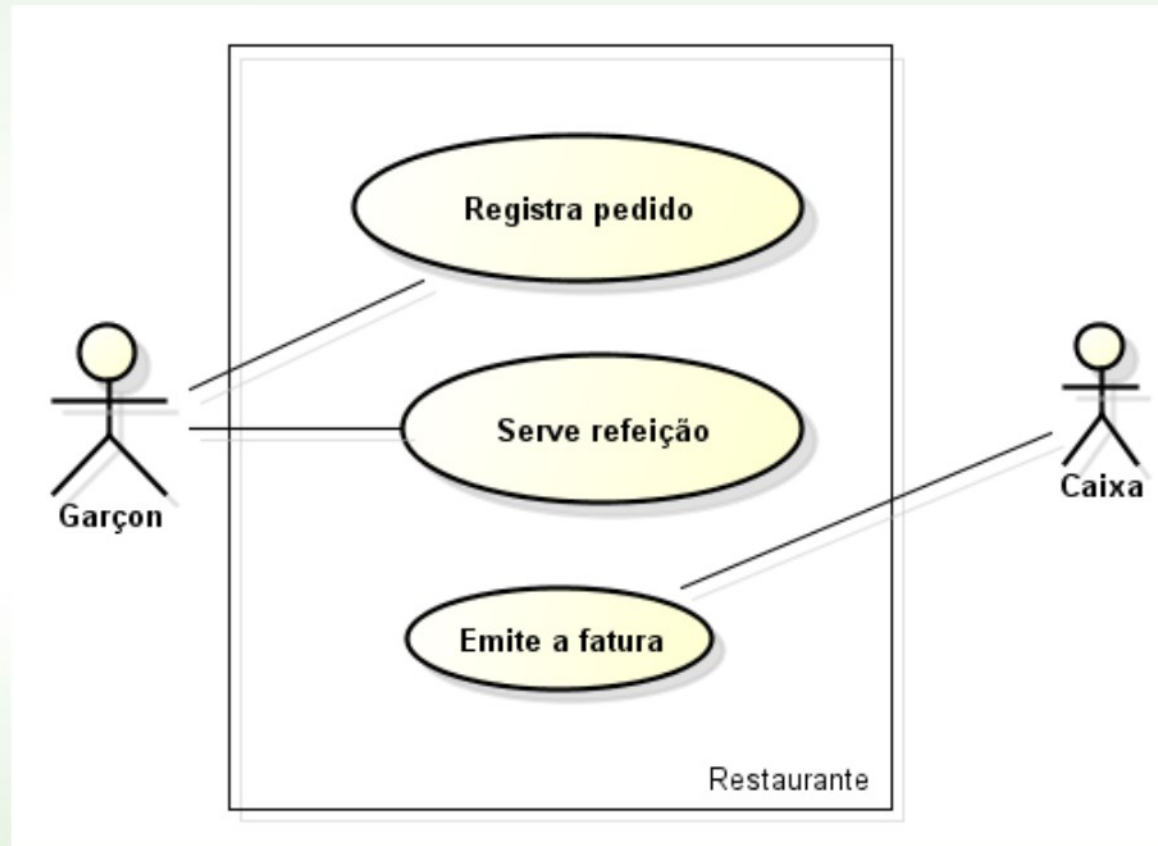 Registra pedido
Serve refeição
Garçon
Caixa
Emite a fatura
Restaurante